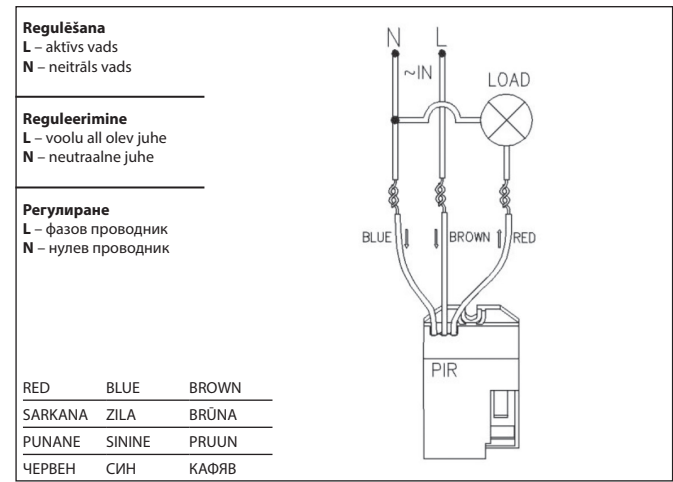 Regulēšana
L – aktīvs vads
N – neitrāls vads
Reguleerimine
L – voolu all olev juhe
N – neutraalne juhe
Регулиране
L – фазов проводник
N – нулев проводник
RED BLUE BROWN
SARKANA ZILA BRŪNA
PUNANE SININE PRUUN
ЧЕРВЕН СИН КАФЯВ
N L
~IN
LOAD
BLUE BROWN RED
PIR